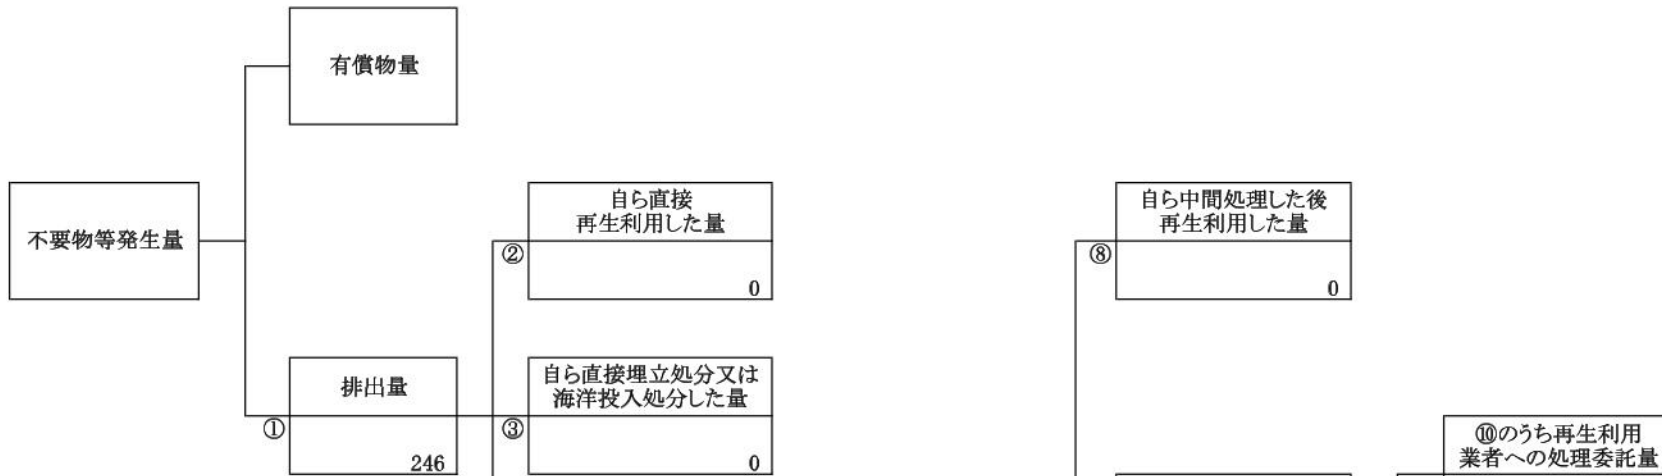 有償物量
不要物等発生量
自ら直接
再生利用した量
②
0
自ら中間処理した後
再生利用した量
⑧
0
排出量
①
246
自ら直接埋立処分又は
海洋投入処分した量
③
0
⑩のうち再生利用
業者への処理委託量